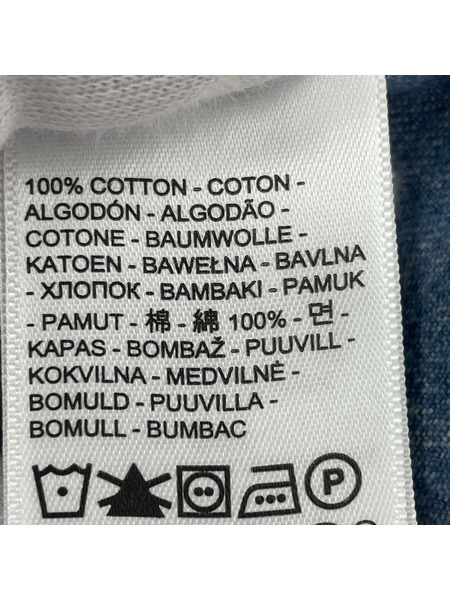 100% COTTON - COTON -
ALGODÓN - ALGODÃO -
COTONE - BAUMWOLLE -
KATOEN - BAWEŁNA - BAVLNA
- ХЛОПОК - BAMBAKI - PAMUK
- PAMUT - 棉 - 綿 100% - 면 -
KAPAS - BOMBAŽ - PUUVILL -
KOKVILNA - MEDVILNĖ -
BOMULD - PUUVILLA -
BOMULL - BUMBAC
P